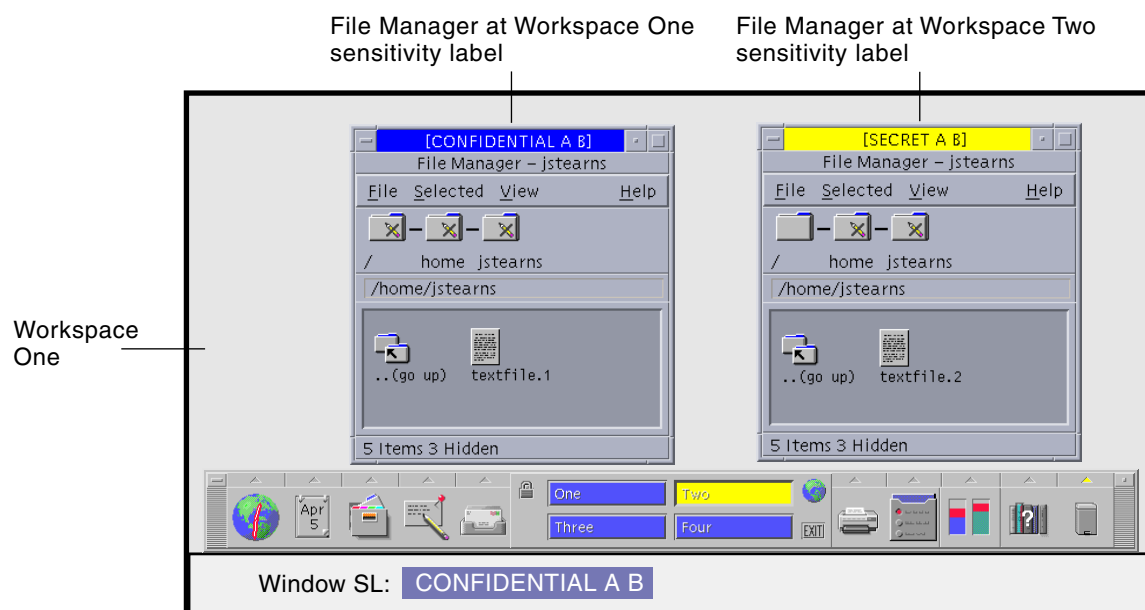 File Manager at Workspace One
sensitivity label
File Manager at Workspace Two
sensitivity label
Workspace
One
[CONFIDENTIAL A B]
File Manager – jstearns
File Selected View Help
/ home jstearns
/home/jstearns
..(go up) textfile.1
5 Items 3 Hidden
[SECRET A B]
File Manager – jstearns
File Selected View Help
/ home jstearns
/home/jstearns
..(go up) textfile.2
5 Items 3 Hidden
Apr
5
One
Two
Three
Four
EXIT
?
Window SL: CONFIDENTIAL A B